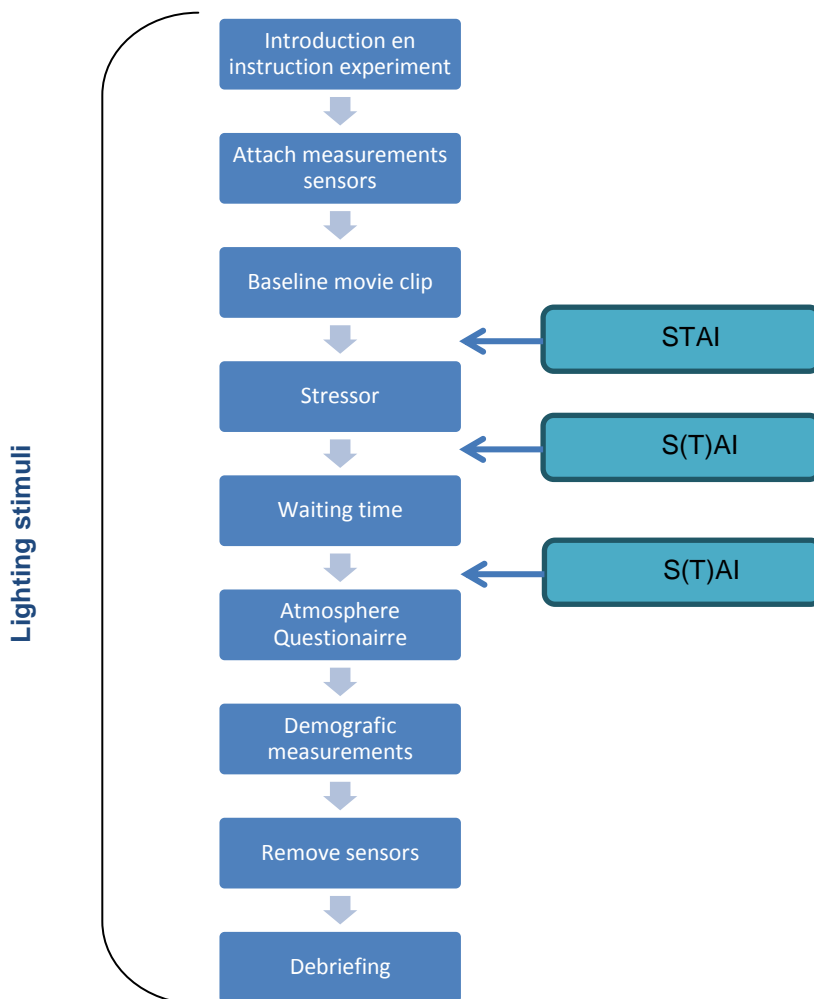 Lighting stimuli
Introduction en
instruction experiment
Attach measurements
sensors
Baseline movie clip
STAI
Stressor
S(T)AI
Waiting time
S(T)AI
Atmosphere
Questionairre
Demografic
measurements
Remove sensors
Debriefing